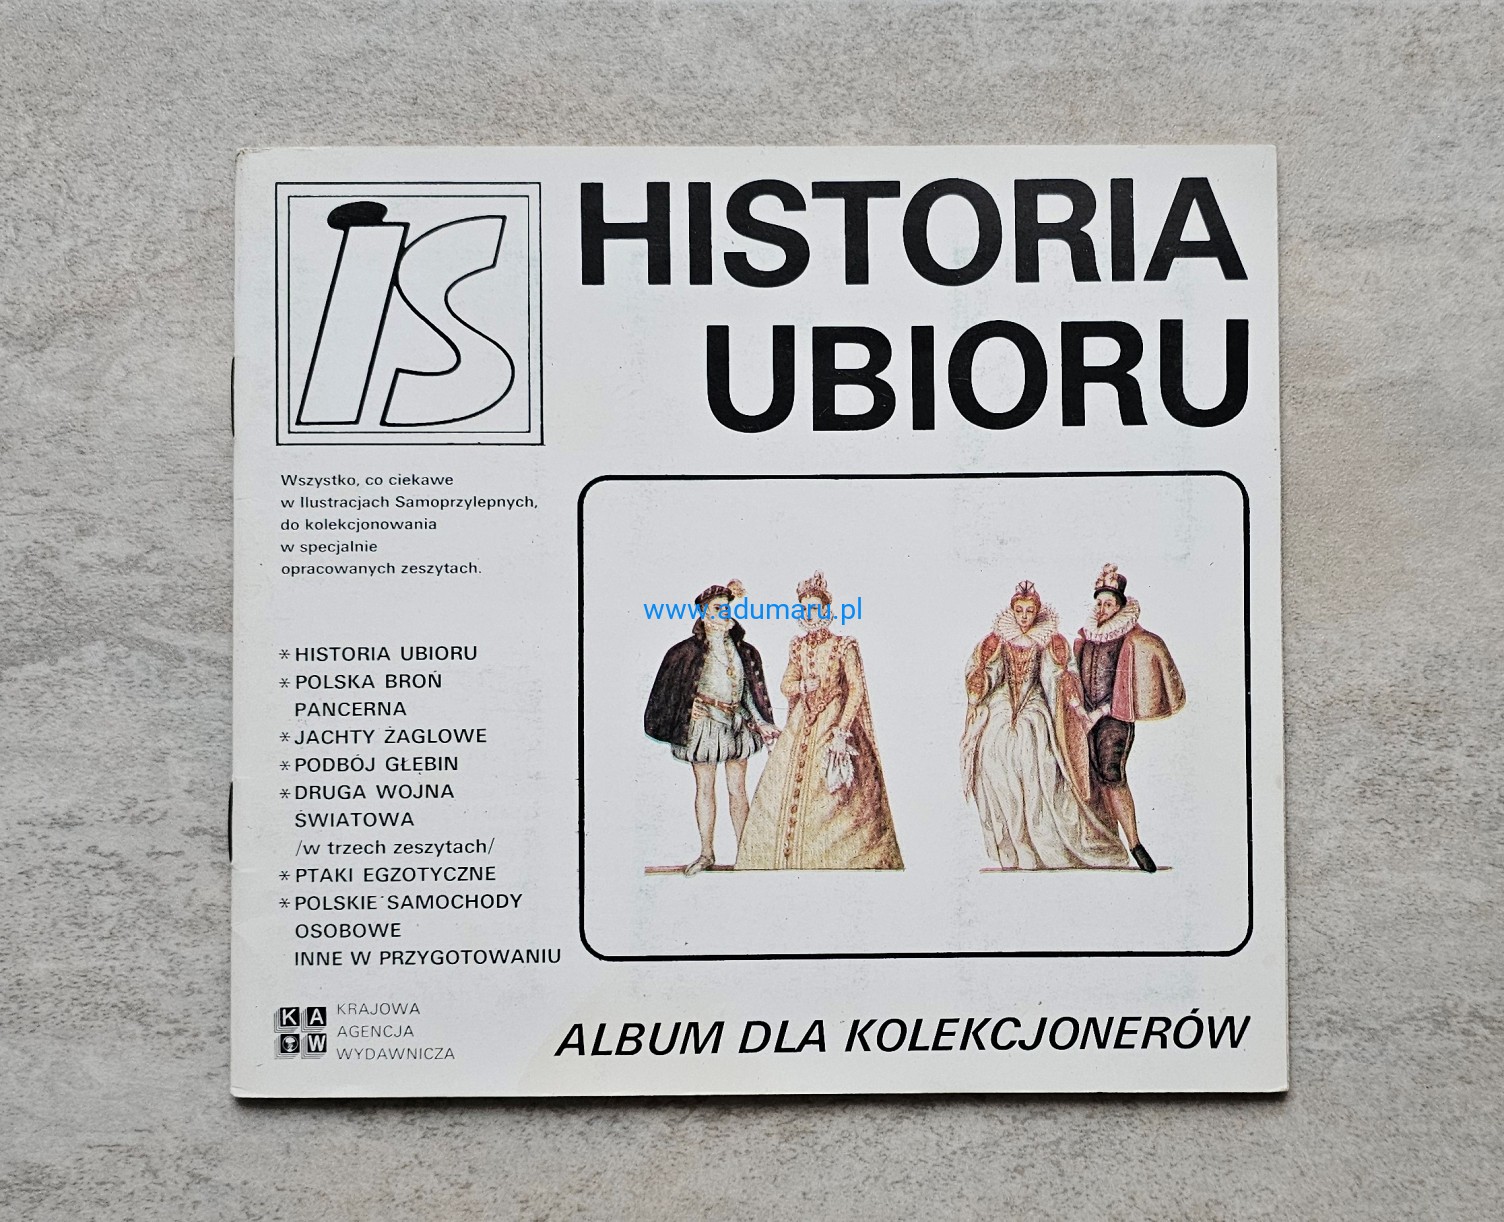 iS
HISTORIA
UBIORU
Wszystko, co ciekawe
w Ilustracjach Samoprzylepnych,
do kolekcjonowania
w specjalnie
opracowanych zeszytach.
* HISTORIA UBIORU
* POLSKA BROŃ
PANCERNA
* JACHTY ŻAGLOWE
* PODBÓJ GŁĘBIN
* DRUGA WOJNA
ŚWIATOWA
/w trzech zeszytach/
* PTAKI EGZOTYCZNE
* POLSKIE SAMOCHODY
OSOBOWE
INNE W PRZYGOTOWANIU
www.adumaru.pl
KA
W
KRAJOWA
AGENCJA
WYDAWNICZA
ALBUM DLA KOLEKCJONERÓW